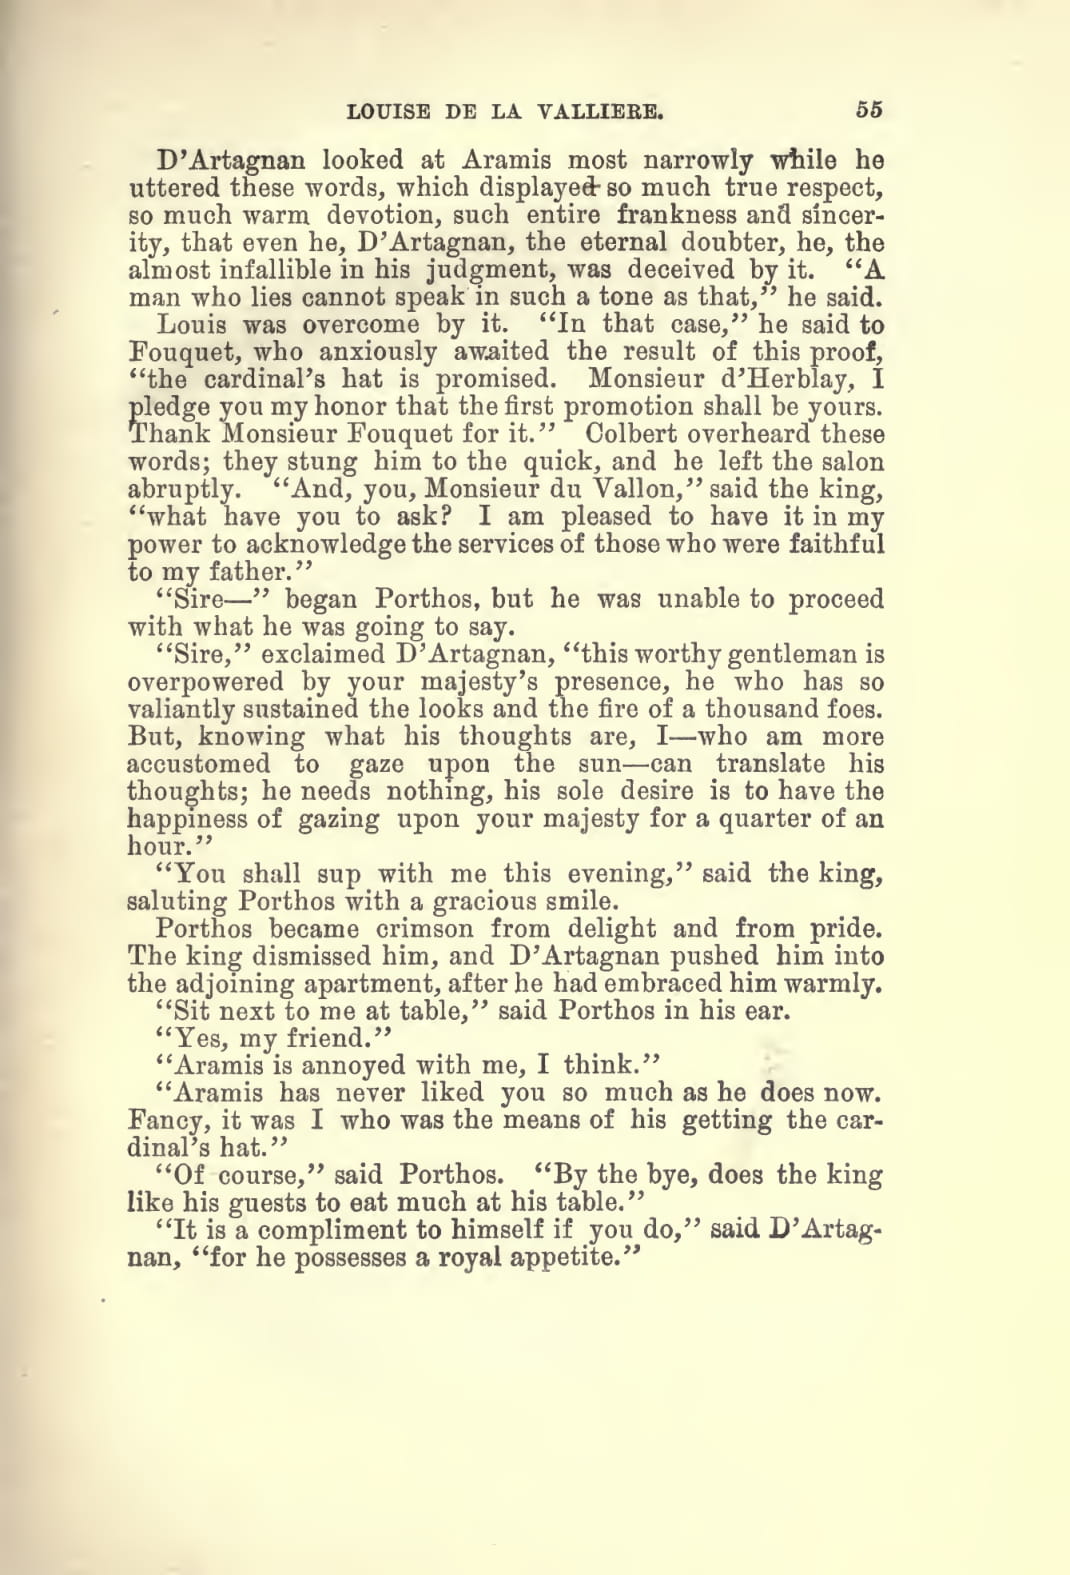 LOUISE DE LA VALLIERE. 55
D’Artagnan looked at Aramis most narrowly while he
uttered these words, which displayed so much true respect,
so much warm devotion, such entire frankness and sincer-
ity, that even he, D’Artagnan, the eternal doubter, he, the
almost infallible in his judgment, was deceived by it. “A
man who lies cannot speak in such a tone as that,” he said.
Louis was overcome by it. “In that case,” he said to
Fouquet, who anxiously awaited the result of this proof,
“the cardinal’s hat is promised. Monsieur d’Herblay, I
pledge you my honor that the first promotion shall be yours.
Thank Monsieur Fouquet for it.” Colbert overheard these
words; they stung him to the quick, and he left the salon
abruptly. “And, you, Monsieur du Vallon,” said the king,
“what have you to ask? I am pleased to have it in my
power to acknowledge the services of those who were faithful
to my father.”
“Sire—” began Porthos, but he was unable to proceed
with what he was going to say.
“Sire,” exclaimed D’Artagnan, “this worthy gentleman is
overpowered by your majesty’s presence, he who has so
valiantly sustained the looks and the fire of a thousand foes.
But, knowing what his thoughts are, I—who am more
accustomed to gaze upon the sun—can translate his
thoughts; he needs nothing, his sole desire is to have the
happiness of gazing upon your majesty for a quarter of an
hour.”
“You shall sup with me this evening,” said the king,
saluting Porthos with a gracious smile.
Porthos became crimson from delight and from pride.
The king dismissed him, and D’Artagnan pushed him into
the adjoining apartment, after he had embraced him warmly.
“Sit next to me at table,” said Porthos in his ear.
“Yes, my friend.”
“Aramis is annoyed with me, I think.”
“Aramis has never liked you so much as he does now.
Fancy, it was I who was the means of his getting the car-
dinal’s hat.”
“Of course,” said Porthos. “By the bye, does the king
like his guests to eat much at his table.”
“It is a compliment to himself if you do,” said D’Artag-
nan, “for he possesses a royal appetite.”